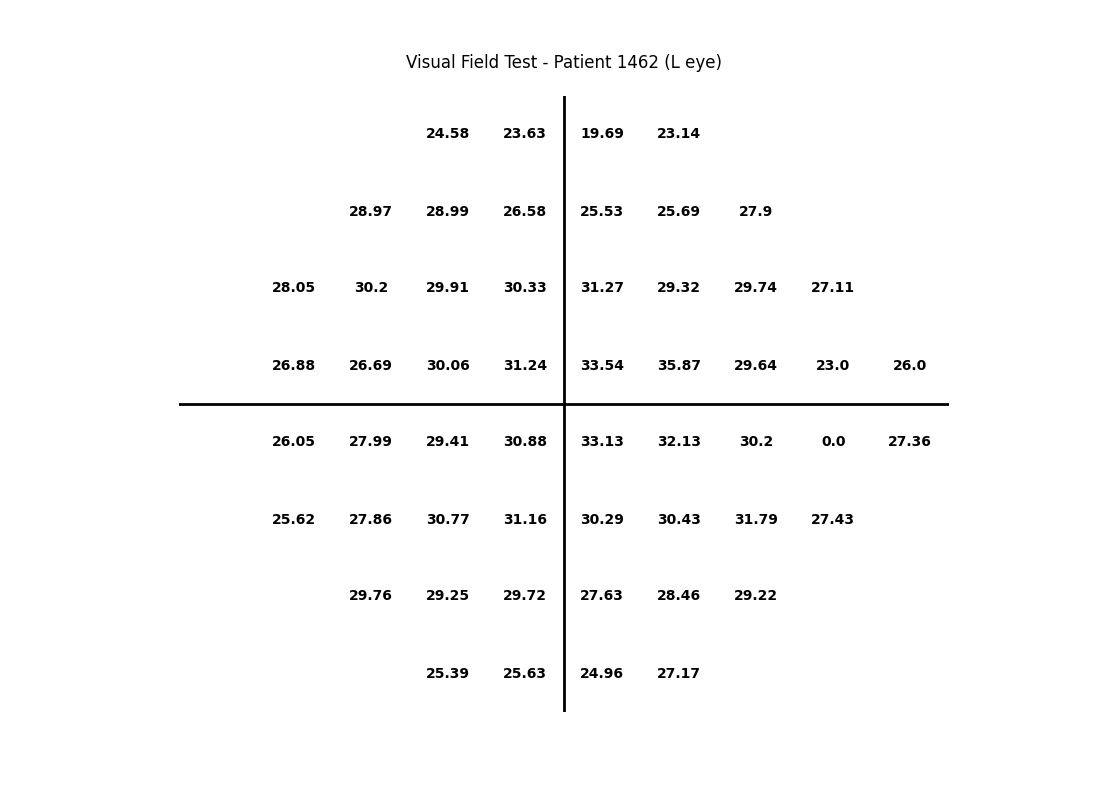 Visual Field Test - Patient 1462 (L eye)
24.58 23.63 19.69 23.14
28.97 28.99 26.58 25.53 25.69 27.9
28.05 30.2 29.91 30.33 31.27 29.32 29.74 27.11
26.88 26.69 30.06 31.24 33.54 35.87 29.64 23.0 26.0
26.05 27.99 29.41 30.88 33.13 32.13 30.2 0.0 27.36
25.62 27.86 30.77 31.16 30.29 30.43 31.79 27.43
29.76 29.25 29.72 27.63 28.46 29.22
25.39 25.63 24.96 27.17